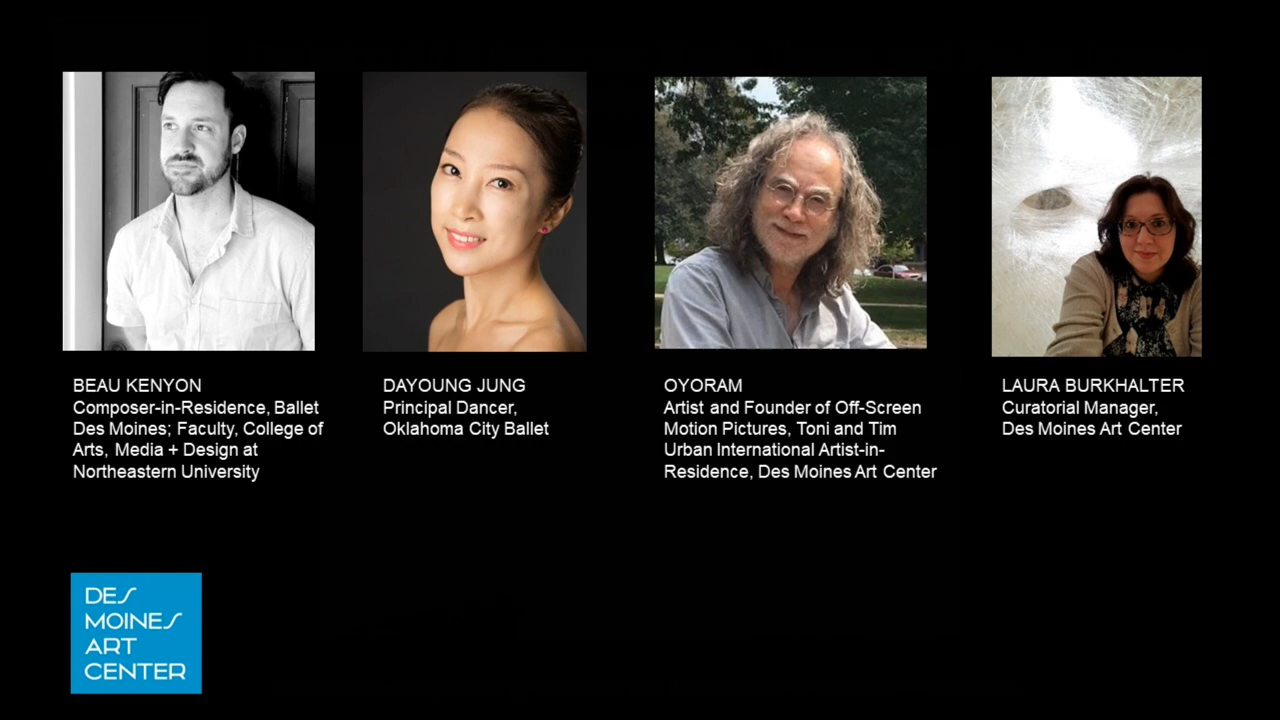 BEAU KENYON
Composer-in-Residence, Ballet
Des Moines; Faculty, College of
Arts, Media + Design at
Northeastern University
DAYOUNG JUNG
Principal Dancer,
Oklahoma City Ballet
OYORAM
Artist and Founder of Off-Screen
Motion Pictures, Toni and Tim
Urban International Artist-in-
Residence, Des Moines Art Center
LAURA BURKHALTER
Curatorial Manager,
Des Moines Art Center
DES
MOINES
ART
CENTER